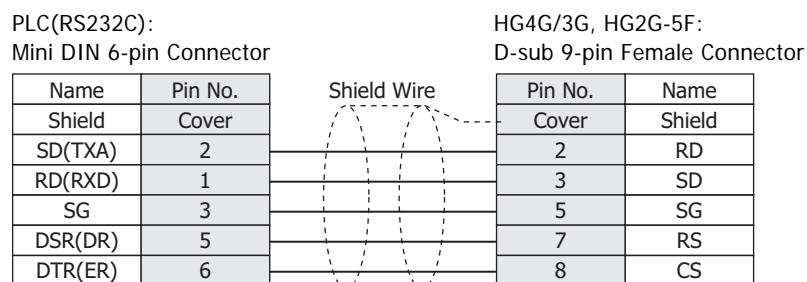 PLC(RS232C): HG4G/3G, HG2G-5F:
Mini DIN 6-pin Connector D-sub 9-pin Female Connector
Name Pin No. Shield Wire Pin No. Name
Shield Cover Cover Shield
SD(TXA) 2 2 RD
RD(RXD) 1 3 SD
SG 3 5 SG
DSR(DR) 5 7 RS
DTR(ER) 6 8 CS